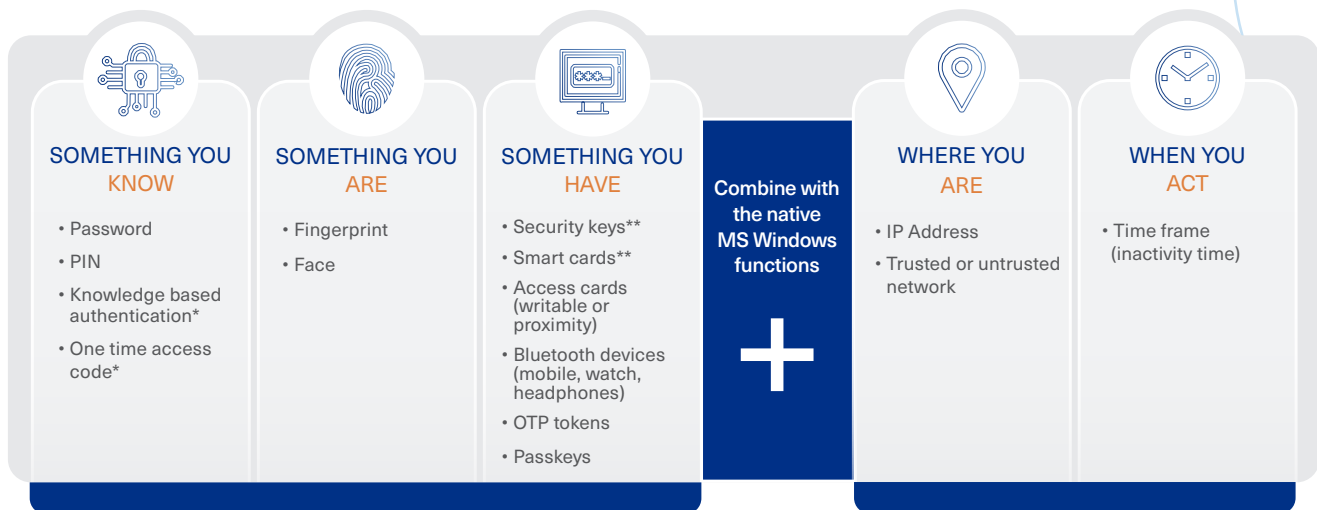 SOMETHING YOU
KNOW
• Password
• PIN
• Knowledge based
authentication*
• One time access
code*
SOMETHING YOU
ARE
• Fingerprint
• Face
SOMETHING YOU
HAVE
• Security keys**
• Smart cards**
• Access cards
(writable or
proximity)
• Bluetooth devices
(mobile, watch,
headphones)
• OTP tokens
• Passkeys
Combine with
the native
MS Windows
functions
+
WHERE YOU
ARE
• IP Address
• Trusted or untrusted
network
WHEN YOU
ACT
• Time frame
(inactivity time)